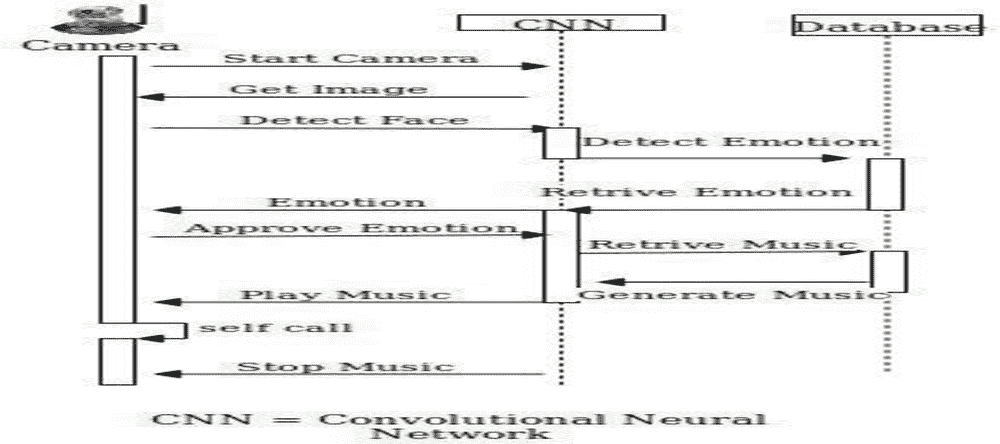 CNN
Database
Camera
Start Camera
Get Image
Detect Face
Detect Emotion
Retrive Emotion
Emotion
Approve Emotion
Retrive Music
Play Music
Generate Music
self call
Stop Music
CNN = Convolutional Neural
Network